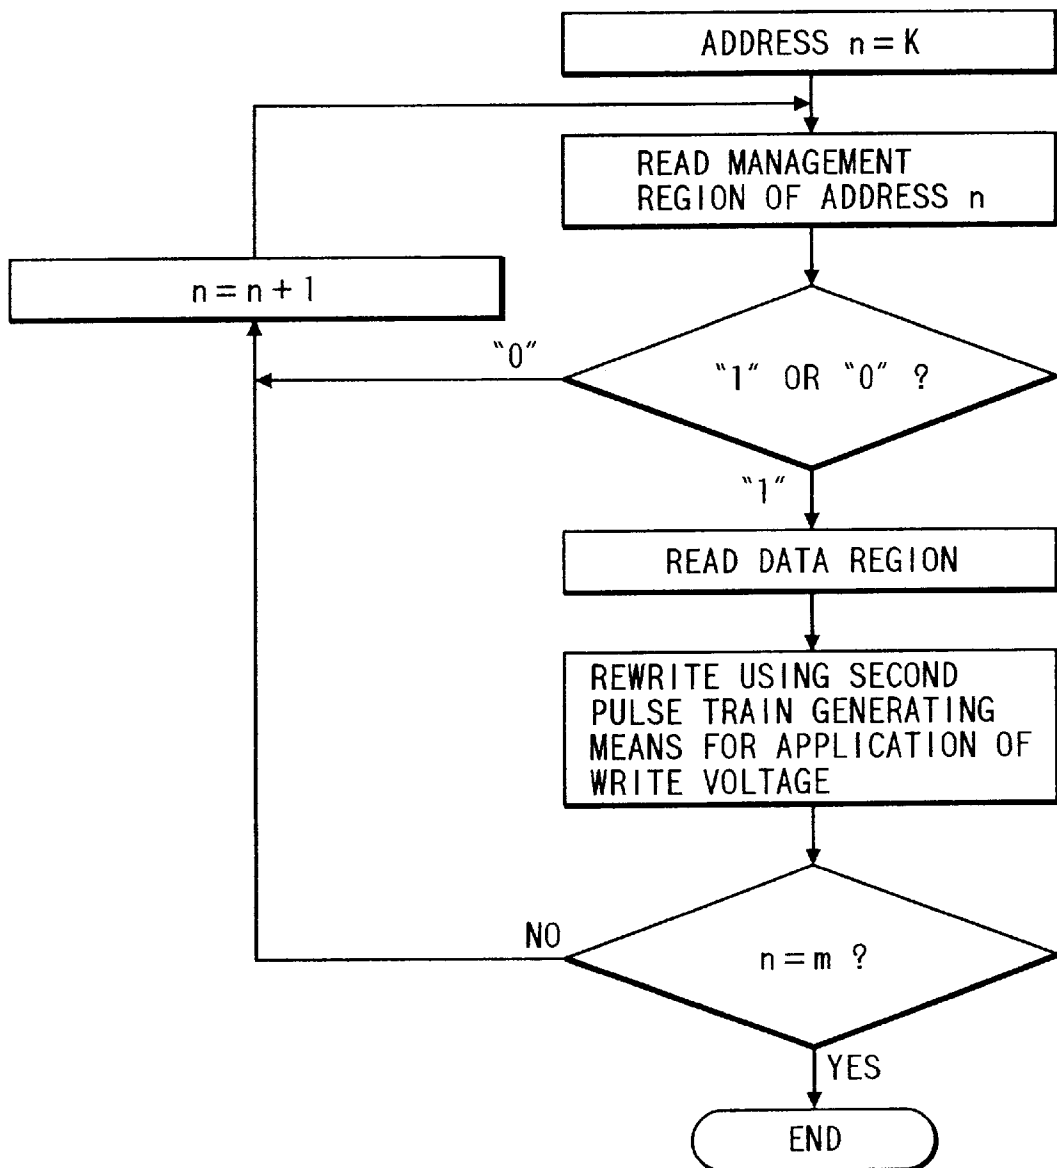 ADDRESS n=K
READ MANAGEMENT
REGION OF ADDRESS n
n=n+1
"0"
"1" OR "0" ?
"1"
READ DATA REGION
REWRITE USING SECOND
PULSE TRAIN GENERATING
MEANS FOR APPLICATION OF
WRITE VOLTAGE
NO
n=m ?
YES
END